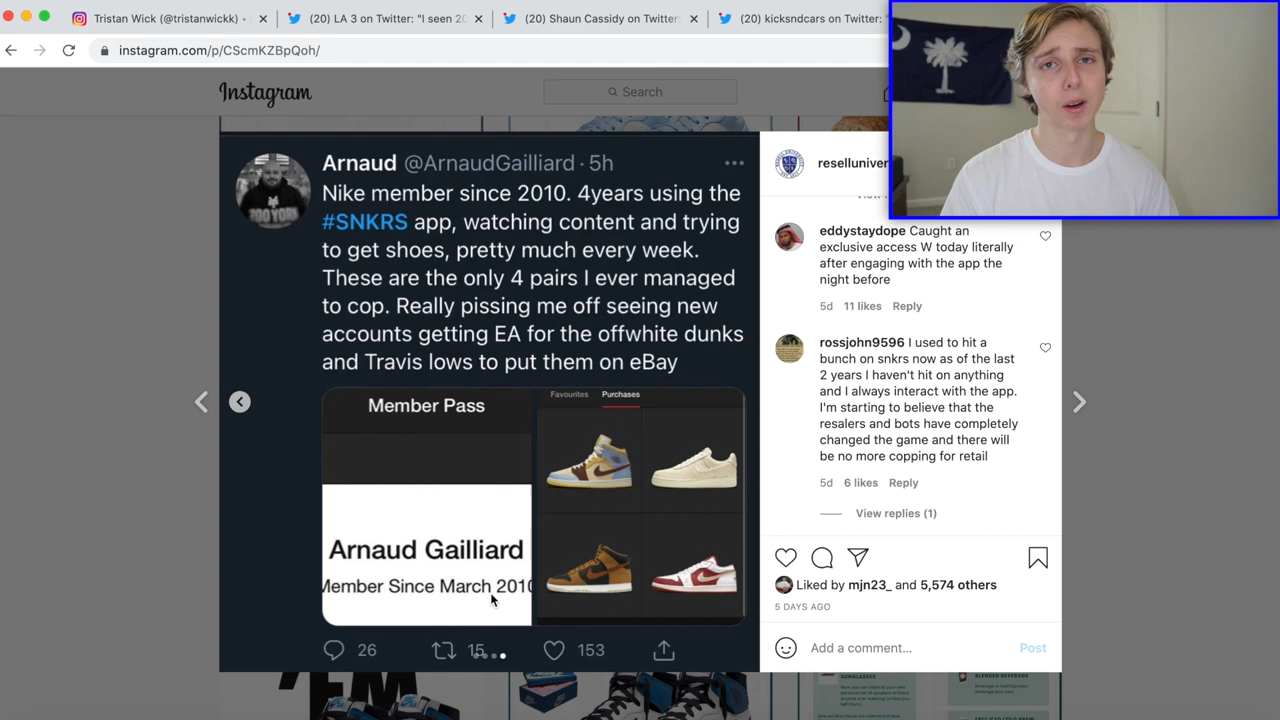 Tristan Wick (@tristanwickk) •
(20) LA 3 on Twitter: "I seen 20
(20) Shaun Cassidy on Twitter:
(20) kicksndcars on Twitter: "
instagram.com/p/CScmKZBpQoh/
Instagram
Search
Arnaud @ArnaudGailliard · 5h
Nike member since 2010. 4years using the
#SNKRS app, watching content and trying
to get shoes, pretty much every week.
These are the only 4 pairs I ever managed
to cop. Really pissing me off seeing new
accounts getting EA for the offwhite dunks
and Travis lows to put them on eBay
Member Pass
Arnaud Gailliard
Member Since March 2010
Favourites Purchases
26
15
153
reselluniver
eddystaydope Caught an
exclusive access W today literally
after engaging with the app the
night before
5d 11 likes Reply
rossjohn9596 I used to hit a
bunch on snkrs now as of the last
2 years I haven't hit on anything
and I always interact with the app.
I'm starting to believe that the
resalers and bots have completely
changed the game and there will
be no more copping for retail
5d 6 likes Reply
View replies (1)
Liked by mjn23_ and 5,574 others
5 DAYS AGO
Add a comment...
Post
SUNGLASSES
BLENDED BEVERAGE